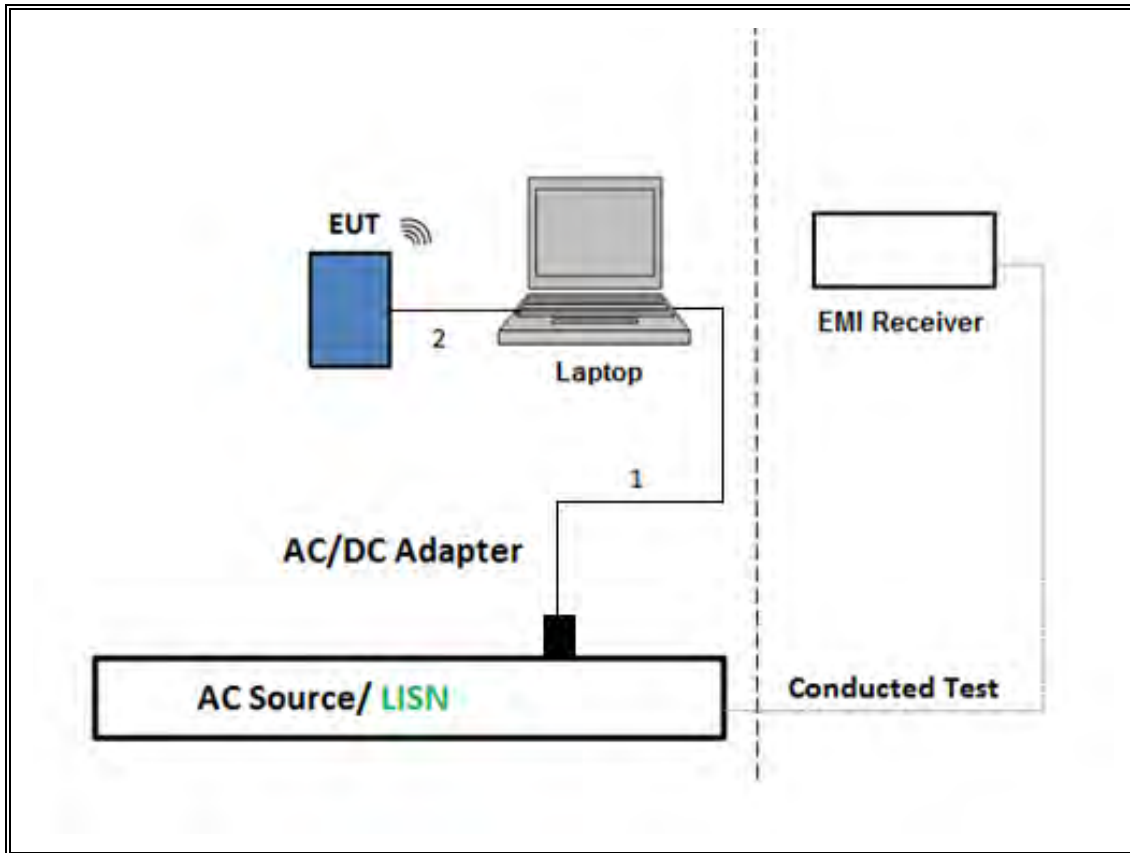 EUT
2
Laptop
EMI Receiver
1
AC/DC Adapter
AC Source/ LISN
Conducted Test